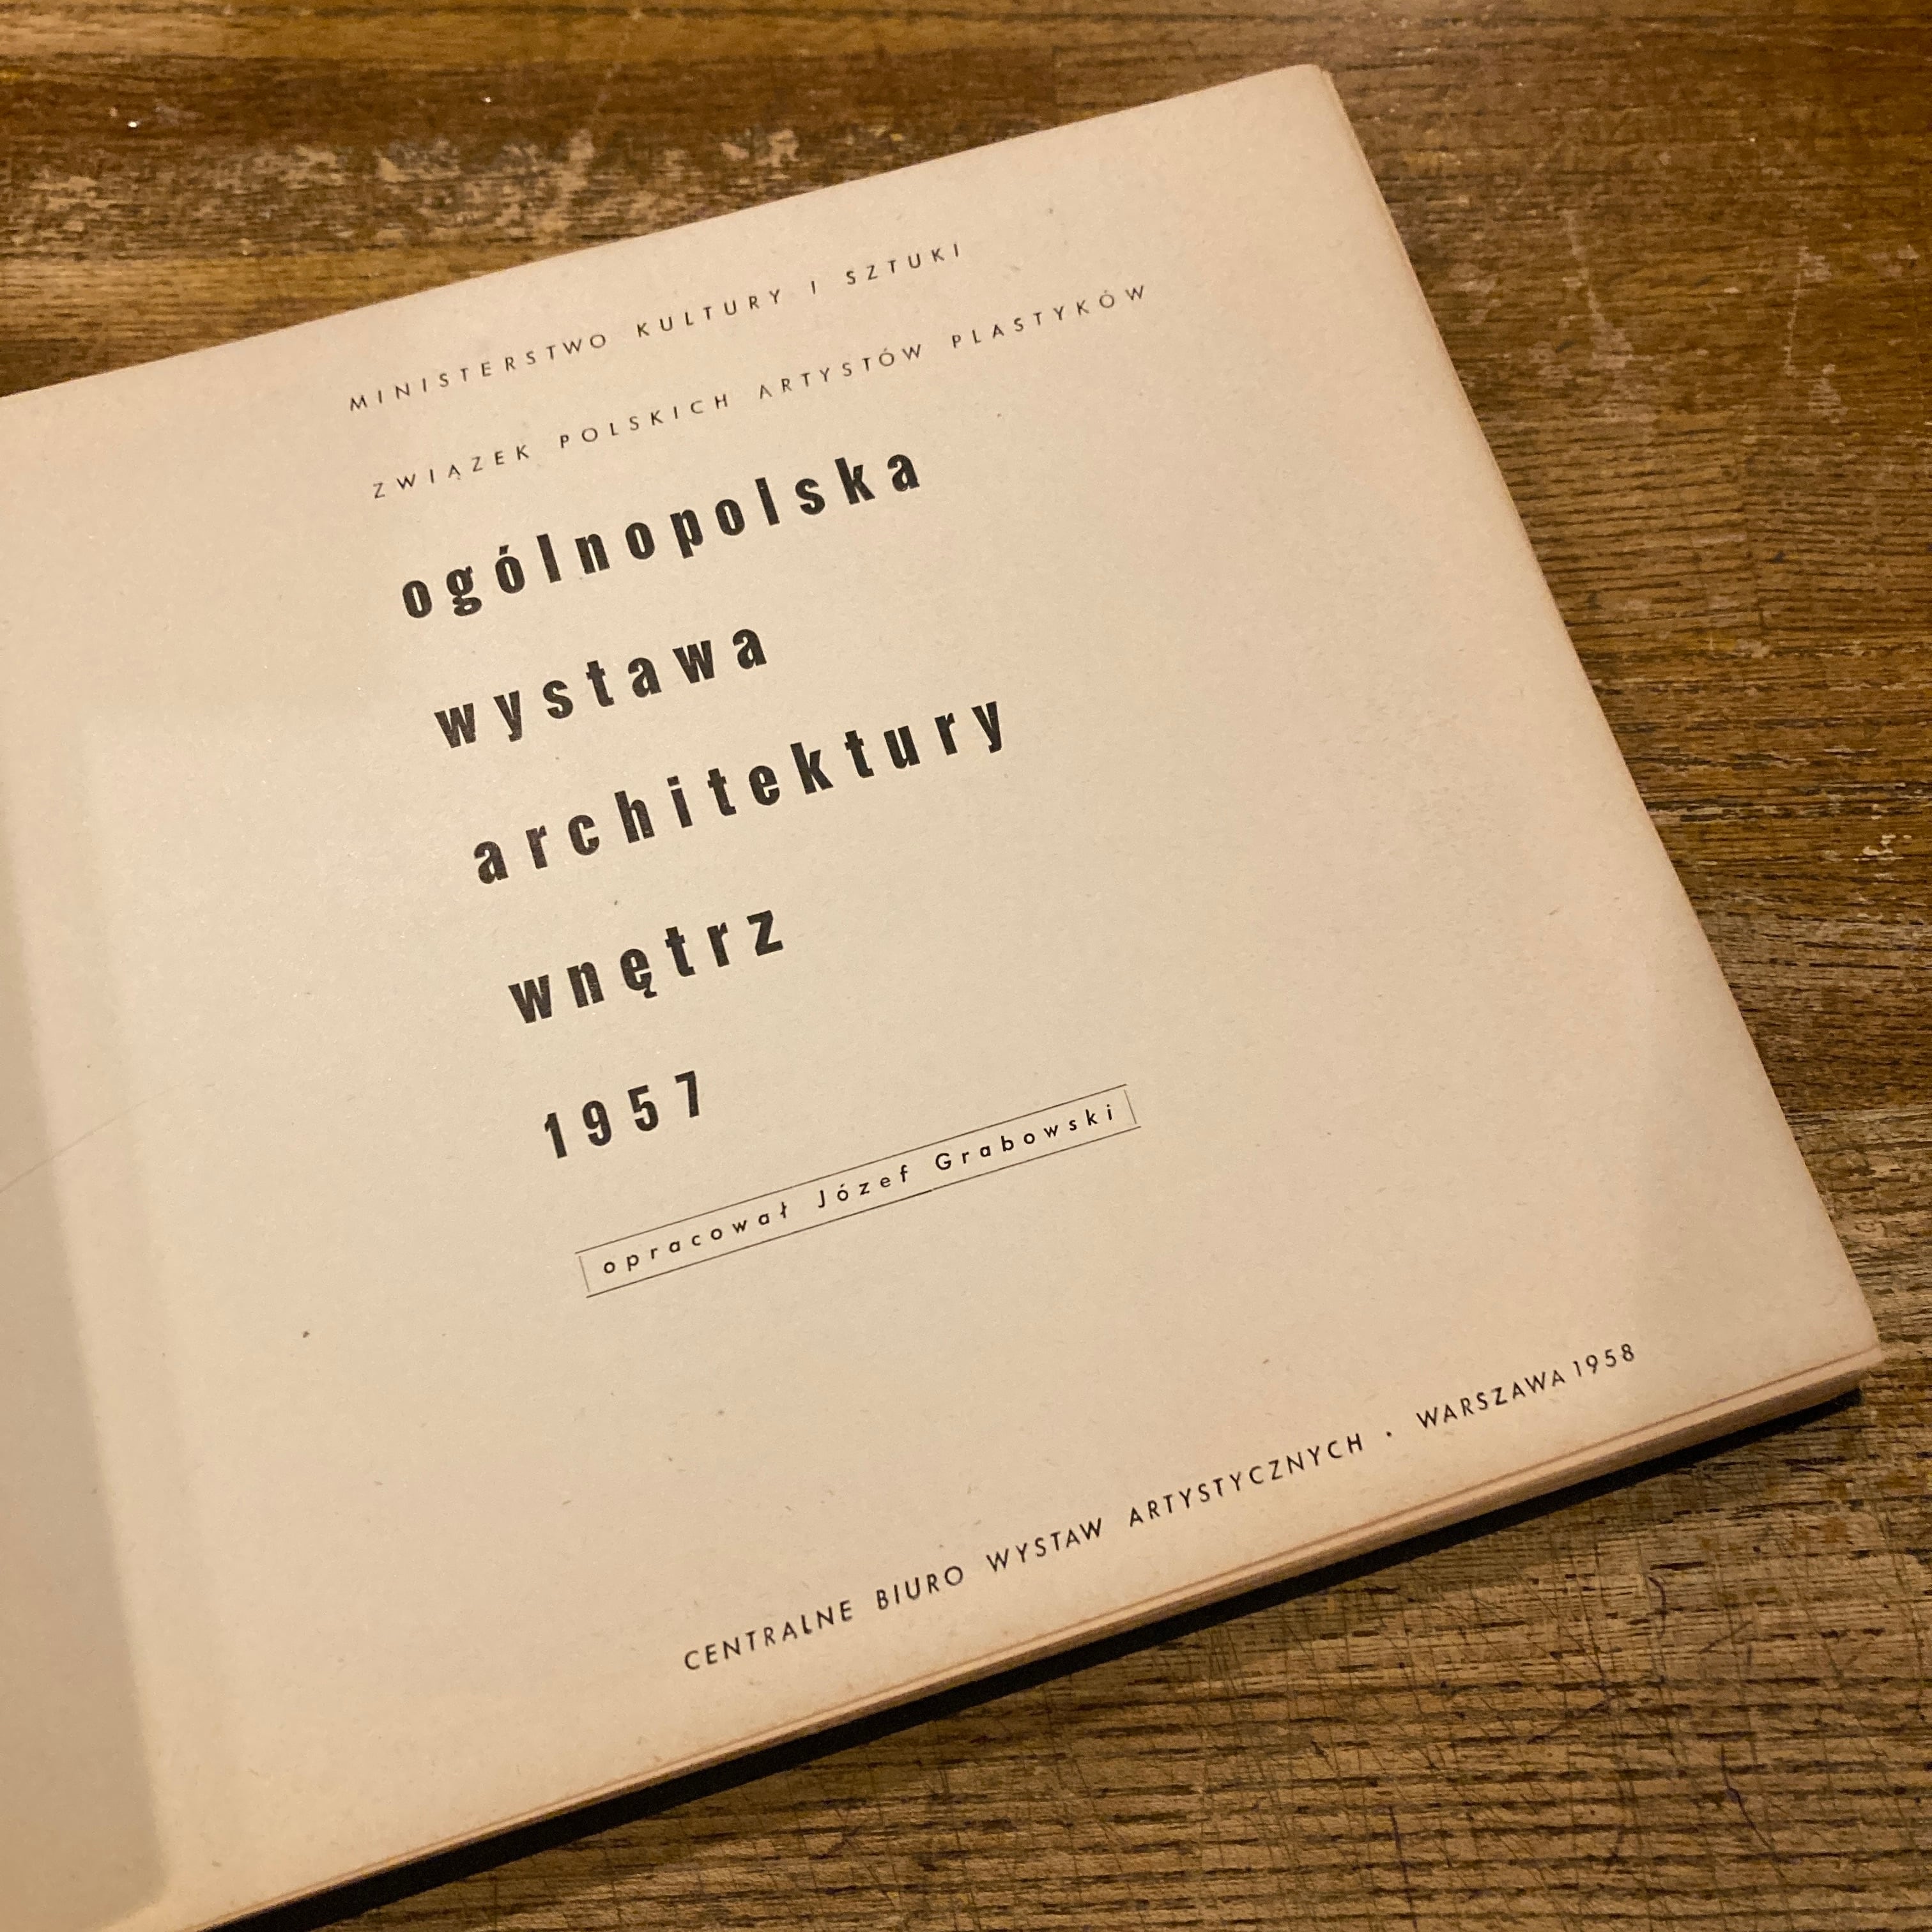 MINISTERSTWO KULTURY I SZTUKI
ZWIĄZEK POLSKICH ARTYSTÓW PLASTYKÓW
ogólnopolska
wystawa
architektury
wnętrz
1957
opracował Józef Grabowski
CENTRALNE BIURO WYSTAW ARTYSTYCZNYCH · WARSZAWA 1958